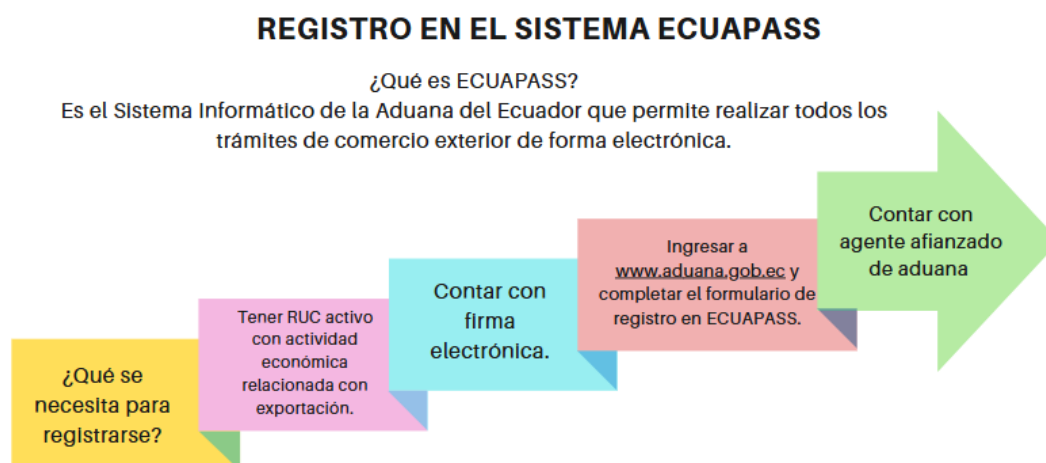 REGISTRO EN EL SISTEMA ECUAPASS
¿Qué es ECUAPASS?
Es el Sistema Informático de la Aduana del Ecuador que permite realizar todos los
trámites de comercio exterior de forma electrónica.
¿Qué se
necesita para
registrarse?
Tener RUC activo
con actividad
económica
relacionada con
exportación.
Contar con
firma
electrónica.
Ingresar a
www.aduana.gob.ec y
completar el formulario de
registro en ECUAPASS.
Contar con
agente afianzado
de aduana